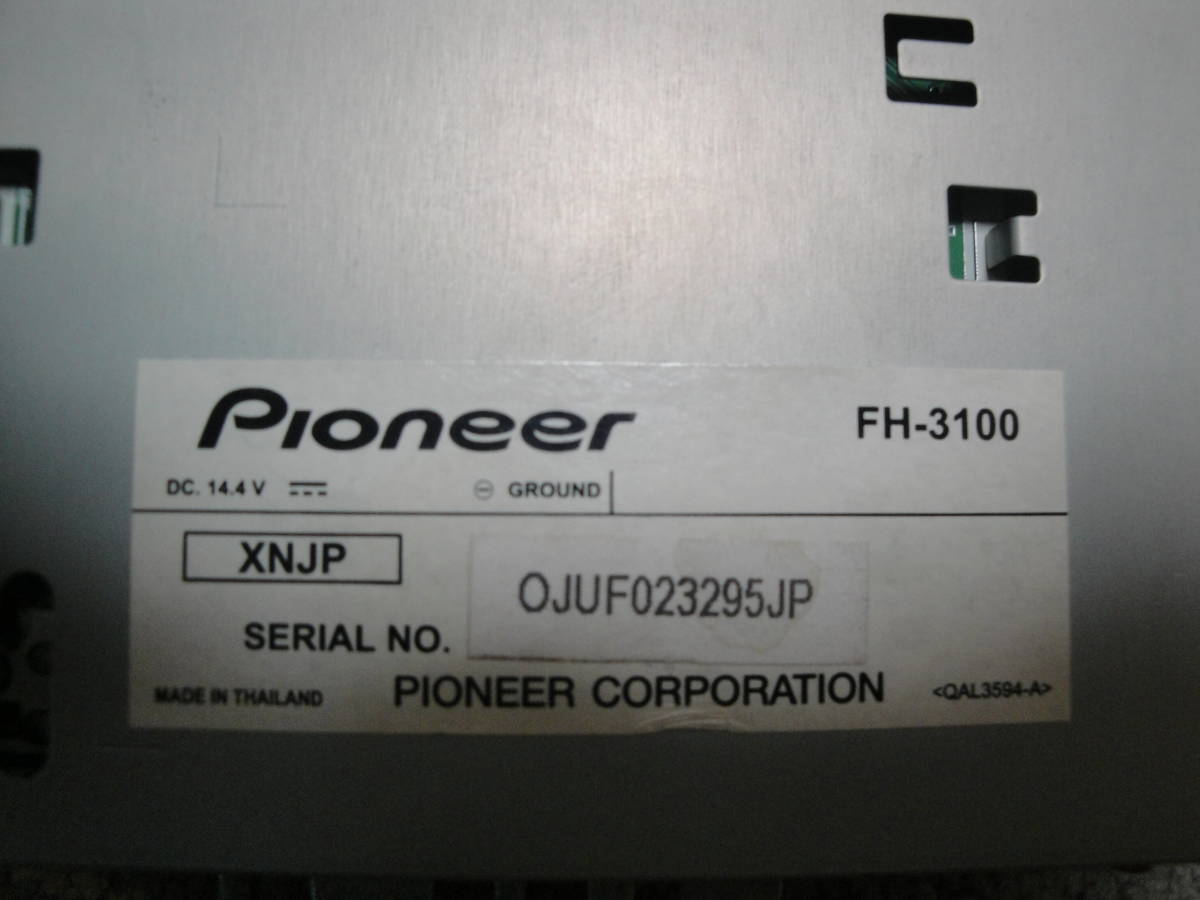 Pioneer
FH-3100
DC. 14.4 V
GROUND
XNJP
OJUF023295JP
SERIAL NO.
MADE IN THAILAND
PIONEER CORPORATION
<QAL3594-A>